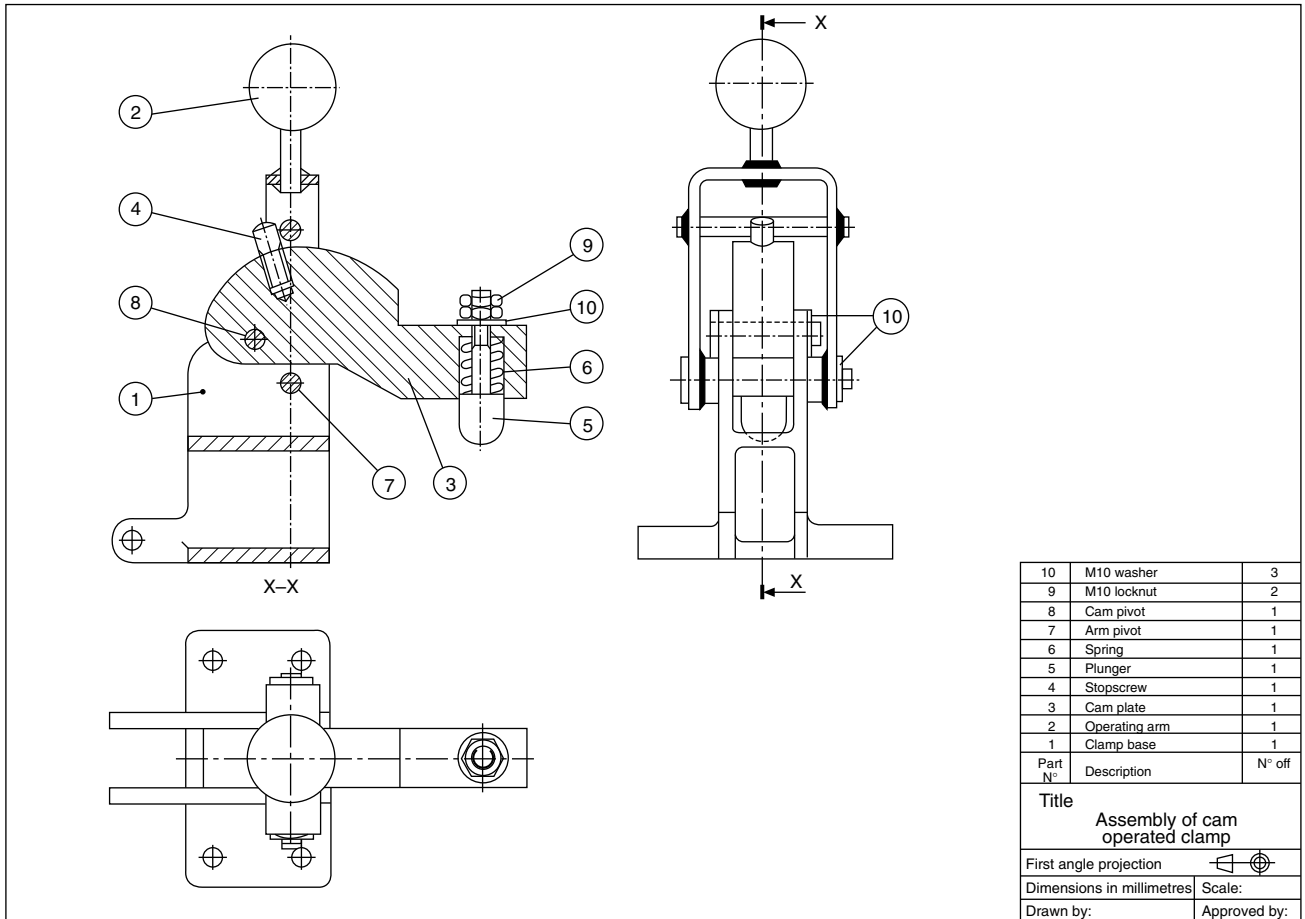 X
2
4
9
10
8
10
6
1
5
7
3
X–X
X
10 M10 washer 3
9 M10 locknut 2
8 Cam pivot 1
7 Arm pivot 1
6 Spring 1
5 Plunger 1
4 Stopscrew 1
3 Cam plate 1
2 Operating arm 1
1 Clamp base 1
Part N° Description N° off
Title
Assembly of cam
operated clamp
First angle projection
Dimensions in millimetres Scale:
Drawn by: Approved by: